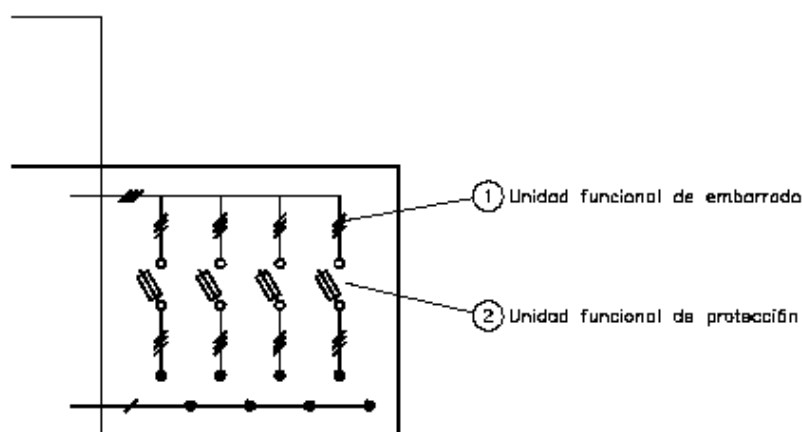 1 Unidad funcional de embarrado
2 Unidad funcional de protección